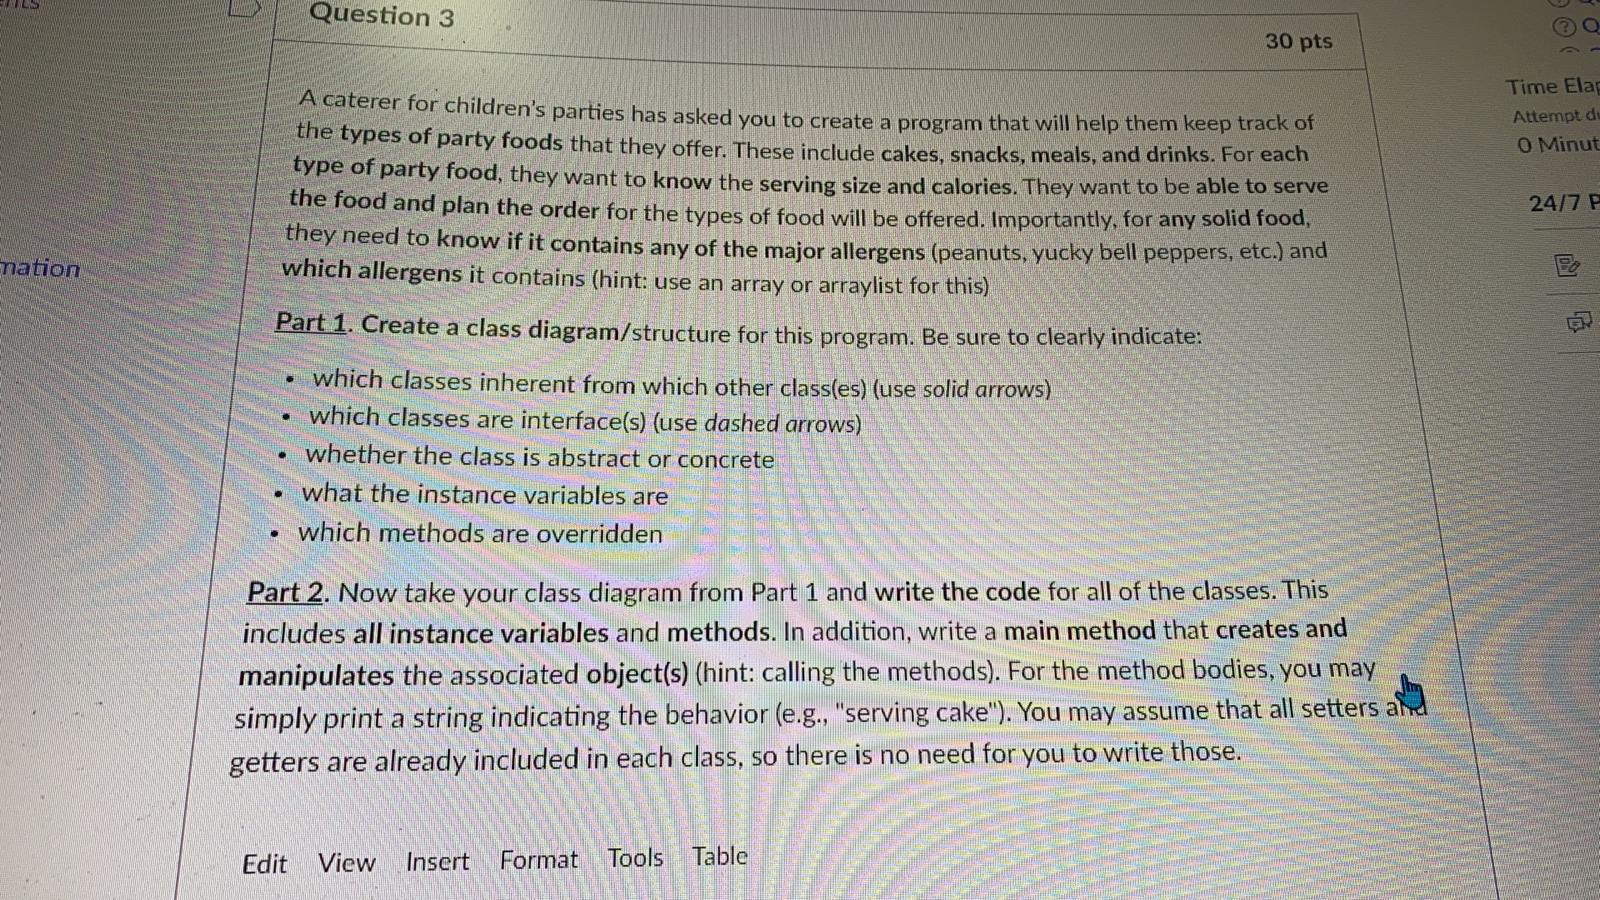 Question 3
30 pts
A caterer for children's parties has asked you to create a program that will help them keep track of
the types of party foods that they offer. These include cakes, snacks, meals, and drinks. For each
type of party food, they want to know the serving size and calories. They want to be able to serve
the food and plan the order for the types of food will be offered. Importantly, for any solid food,
they need to know if it contains any of the major allergens (peanuts, yucky bell peppers, etc.) and
which allergens it contains (hint: use an array or arraylist for this)
Part 1. Create a class diagram/structure for this program. Be sure to clearly indicate:
• which classes inherent from which other class(es) (use solid arrows)
• which classes are interface(s) (use dashed arrows)
• whether the class is abstract or concrete
• what the instance variables are
• which methods are overridden
Part 2. Now take your class diagram from Part 1 and write the code for all of the classes. This
includes all instance variables and methods. In addition, write a main method that creates and
manipulates the associated object(s) (hint: calling the methods). For the method bodies, you may
simply print a string indicating the behavior (e.g., "serving cake"). You may assume that all setters and
getters are already included in each class, so there is no need for you to write those.
Edit View Insert Format Tools Table
mation
Time Elap
Attempt du
0 Minut
24/7 P